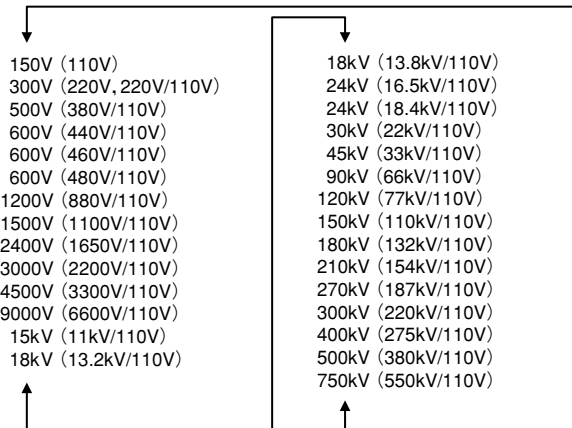 150V（110V）
300V（220V，220V/110V）
500V（380V/110V）
600V（440V/110V）
600V（460V/110V）
600V（480V/110V）
1200V（880V/110V）
1500V（1100V/110V）
2400V（1650V/110V）
3000V（2200V/110V）
4500V（3300V/110V）
9000V（6600V/110V）
15kV（11kV/110V）
18kV（13.2kV/110V）
18kV（13.8kV/110V）
24kV（16.5kV/110V）
24kV（18.4kV/110V）
30kV（22kV/110V）
45kV（33kV/110V）
90kV（66kV/110V）
120kV（77kV/110V）
150kV（110kV/110V）
180kV（132kV/110V）
210kV（154kV/110V）
270kV（187kV/110V）
300kV（220kV/110V）
400kV（275kV/110V）
500kV（380kV/110V）
750kV（550kV/110V）